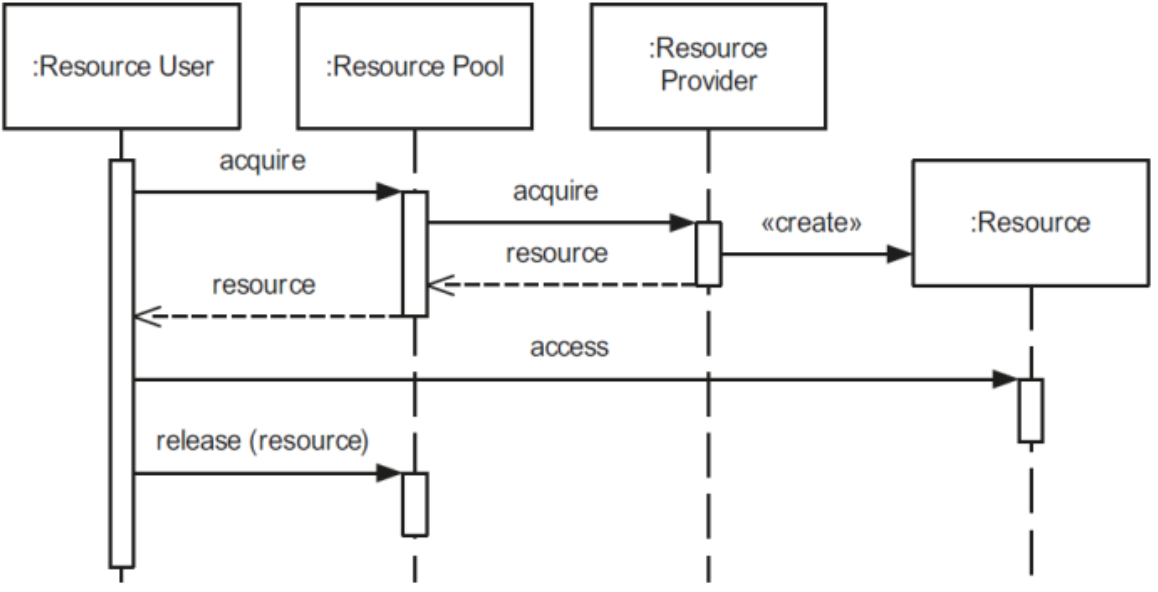 :Resource User
:Resource Pool
:Resource
Provider
acquire
acquire
«create»
:Resource
resource
resource
access
release (resource)